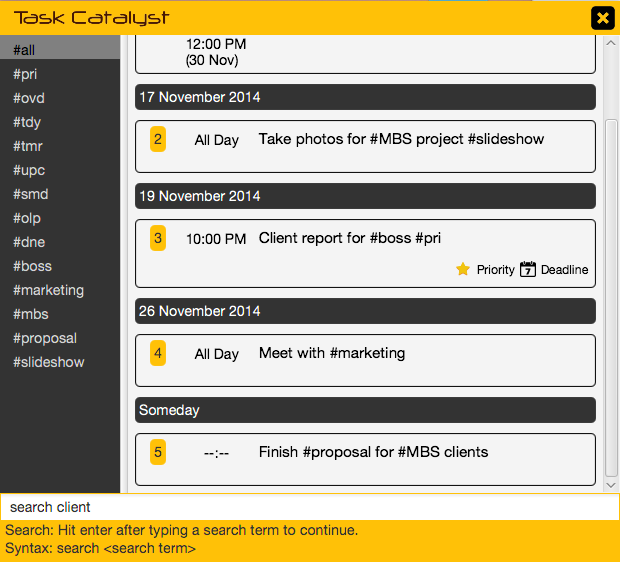 Task Catalyst
#all
#pri
#ovd
#tdy
#tmr
#upc
#smd
#olp
#dne
#boss
#marketing
#mbs
#proposal
#slideshow
12:00 PM
(30 Nov)
17 November 2014
2 All Day Take photos for #MBS project #slideshow
19 November 2014
3 10:00 PM Client report for #boss #pri
Priority 7 Deadline
26 November 2014
4 All Day Meet with #marketing
Someday
5 --:-- Finish #proposal for #MBS clients
search client
Search: Hit enter after typing a search term to continue.
Syntax: search <search term>